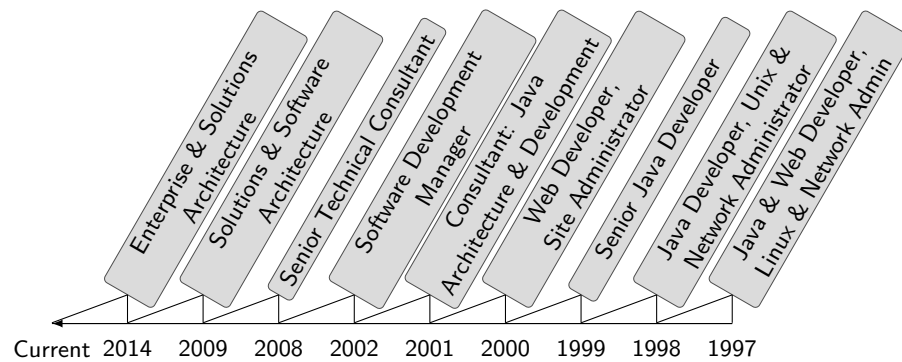 Enterprise & Solutions
Architecture
Solutions & Software
Architecture
Senior Technical Consultant
Software Development
Manager
Consultant: Java
Architecture & Development
Web Developer,
Site Administrator
Senior Java Developer
Java Developer, Unix &
Network Administrator
Java & Web Developer,
Linux & Network Admin
Current 2014 2009 2008 2002 2001 2000 1999 1998 1997